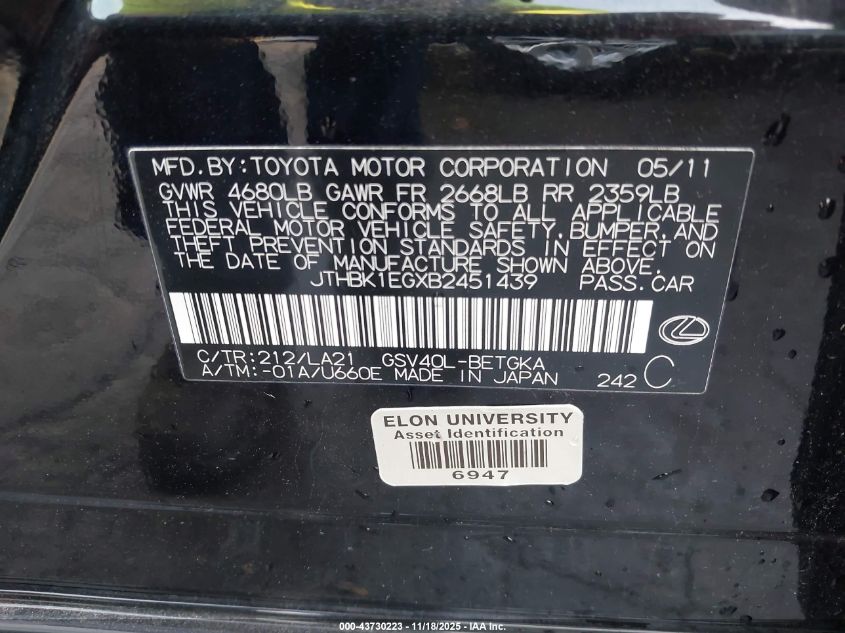 MFD.BY:TOYOTA MOTOR CORPORATION 05/11
GVWR 4680LB GAWR FR 2668LB RR 2359LB
THIS VEHICLE CONFORMS TO ALL APPLICABLE
FEDERAL MOTOR VEHICLE SAFETY,BUMPER,AND
THEFT PREVENTION STANDARDS IN EFFECT ON
THE DATE OF MANUFACTURE SHOWN ABOVE.
JTHBK1EGXB2451439 PASS.CAR
C/TR:212/LA21 GSV40L-BETGKA
A/TM:-01A/U660E MADE IN JAPAN 242 C
ELON UNIVERSITY
Asset Identification
6947
000-43730223 - 11/18/2025 - IAA Inc.